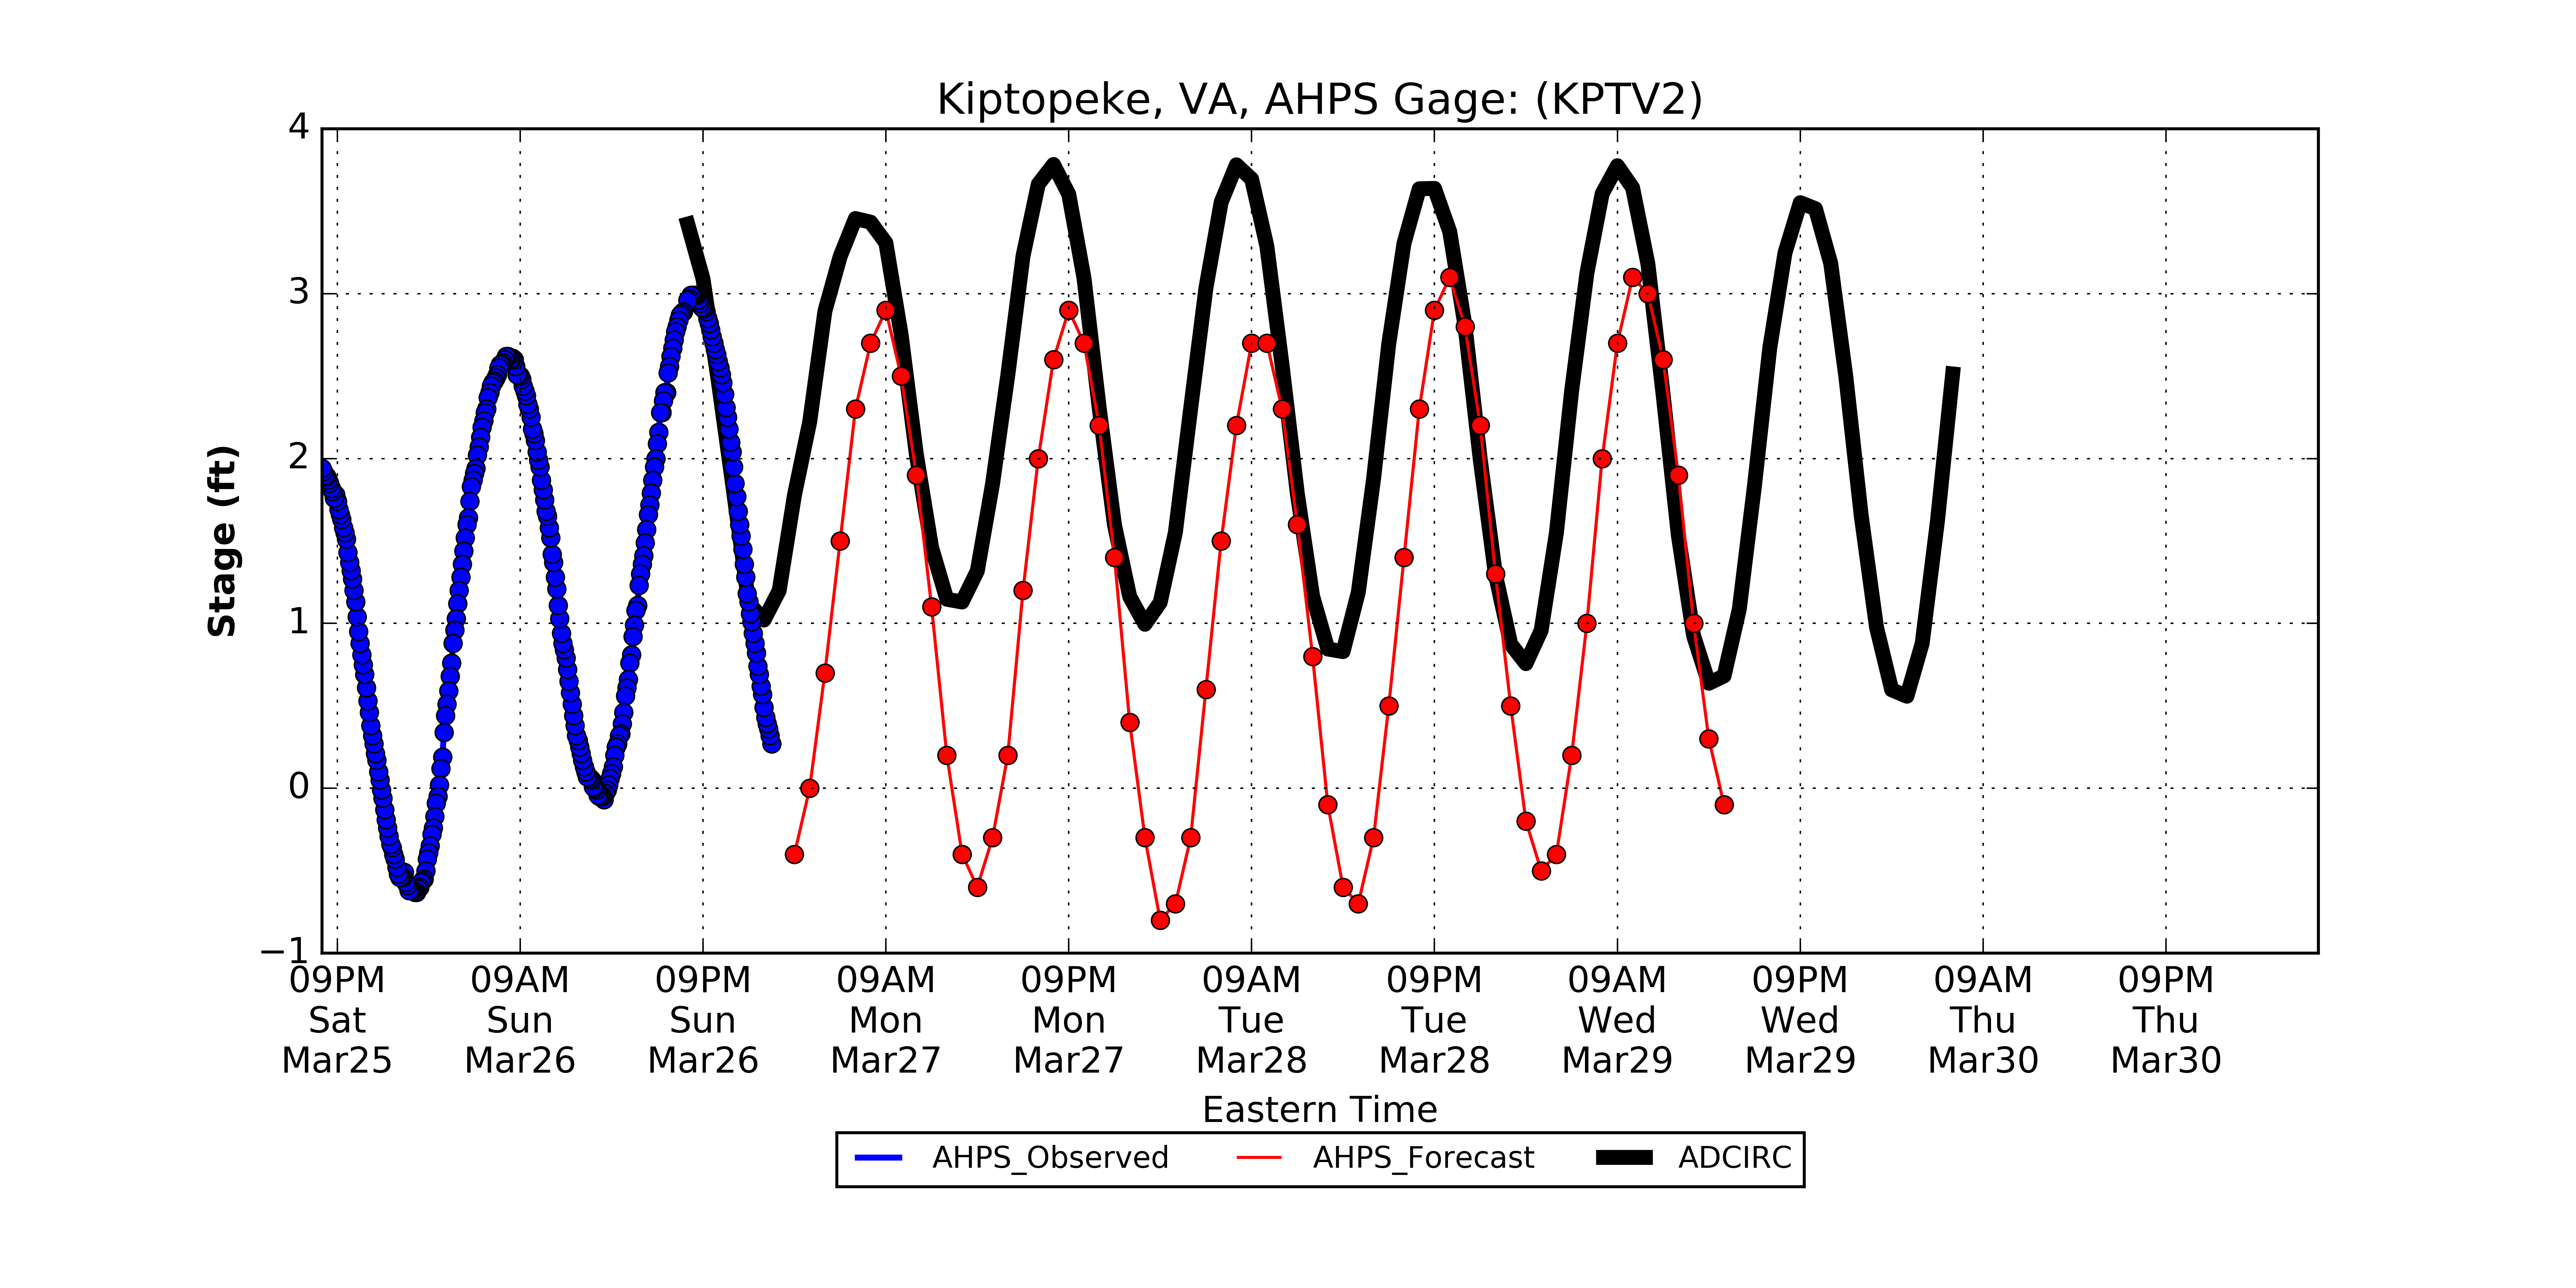 Kiptopeke, VA, AHPS Gage: (KPTV2)
4
3
2
1
0
−1
Stage (ft)
09PM 09AM 09PM 09AM 09PM 09AM 09PM 09AM 09PM 09AM 09PM
Sat Sun Sun Mon Mon Tue Tue Wed Wed Thu Thu
Mar25 Mar26 Mar26 Mar27 Mar27 Mar28 Mar28 Mar29 Mar29 Mar30 Mar30
Eastern Time
AHPS_Observed AHPS_Forecast ADCIRC